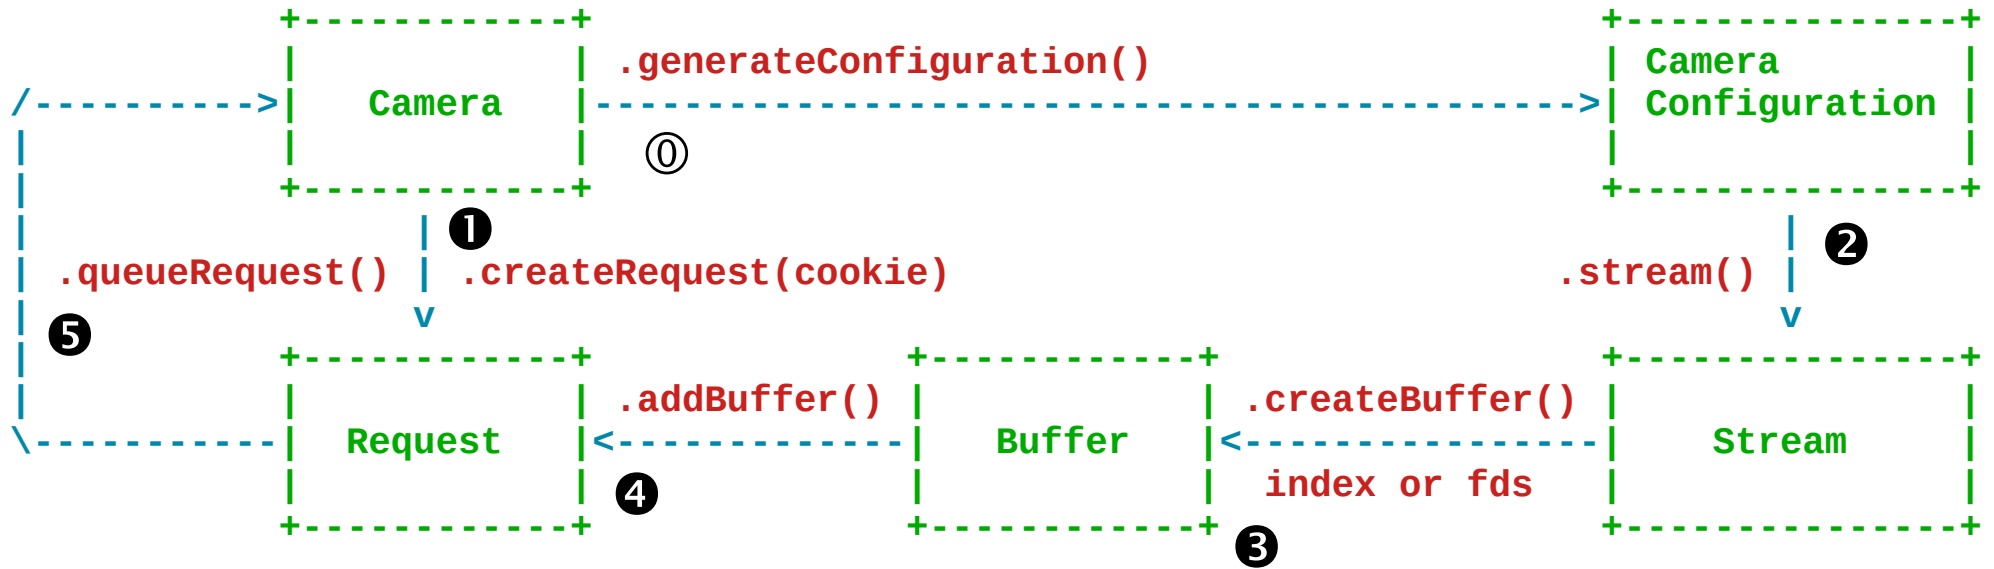 .generateConfiguration()
Camera
Camera
Configuration
⓪
❶
❷
.queueRequest()
.createRequest(cookie)
.stream()
❺
.addBuffer()
.createBuffer()
Request
Buffer
Stream
index or fds
❹
❸